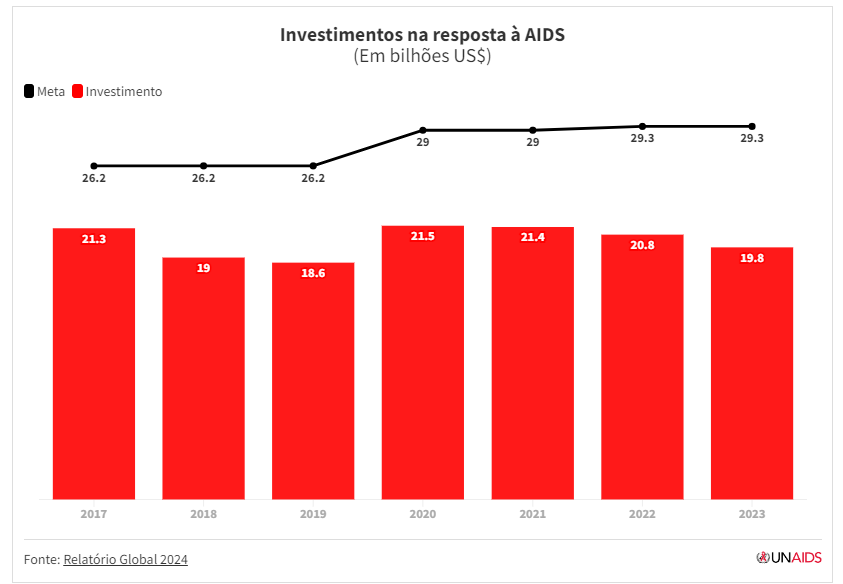 Investimentos na resposta à AIDS
(Em bilhões US$)
Meta Investimento
26.2 26.2 26.2 29 29 29.3 29.3
21.3 19 18.6 21.5 21.4 20.8 19.8
2017 2018 2019 2020 2021 2022 2023
Fonte: Relatório Global 2024
UNAIDS